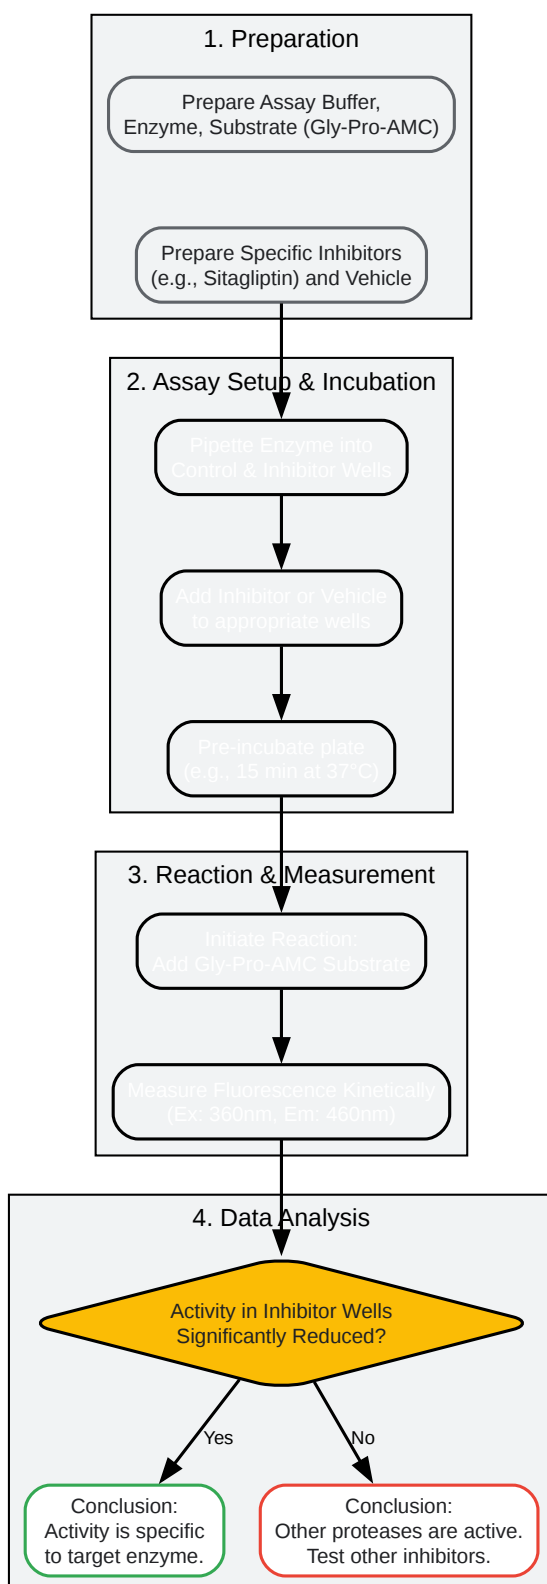 1. Preparation
Prepare Assay Buffer,
Enzyme, Substrate (Gly-Pro-AMC)
Prepare Specific Inhibitors
(e.g., Sitagliptin) and Vehicle
2. Assay Setup & Incubation
Pipette Enzyme into
Control & Inhibitor Wells
Add Inhibitor or Vehicle
to appropriate wells
Pre-incubate plate
(e.g., 15 min at 37°C)
3. Reaction & Measurement
Initiate Reaction:
Add Gly-Pro-AMC Substrate
Measure Fluorescence Kinetically
(Ex: 360nm, Em: 460nm)
4. Data Analysis
Activity in Inhibitor Wells
Significantly Reduced?
Yes
No
Conclusion:
Activity is specific
to target enzyme.
Conclusion:
Other proteases are active.
Test other inhibitors.